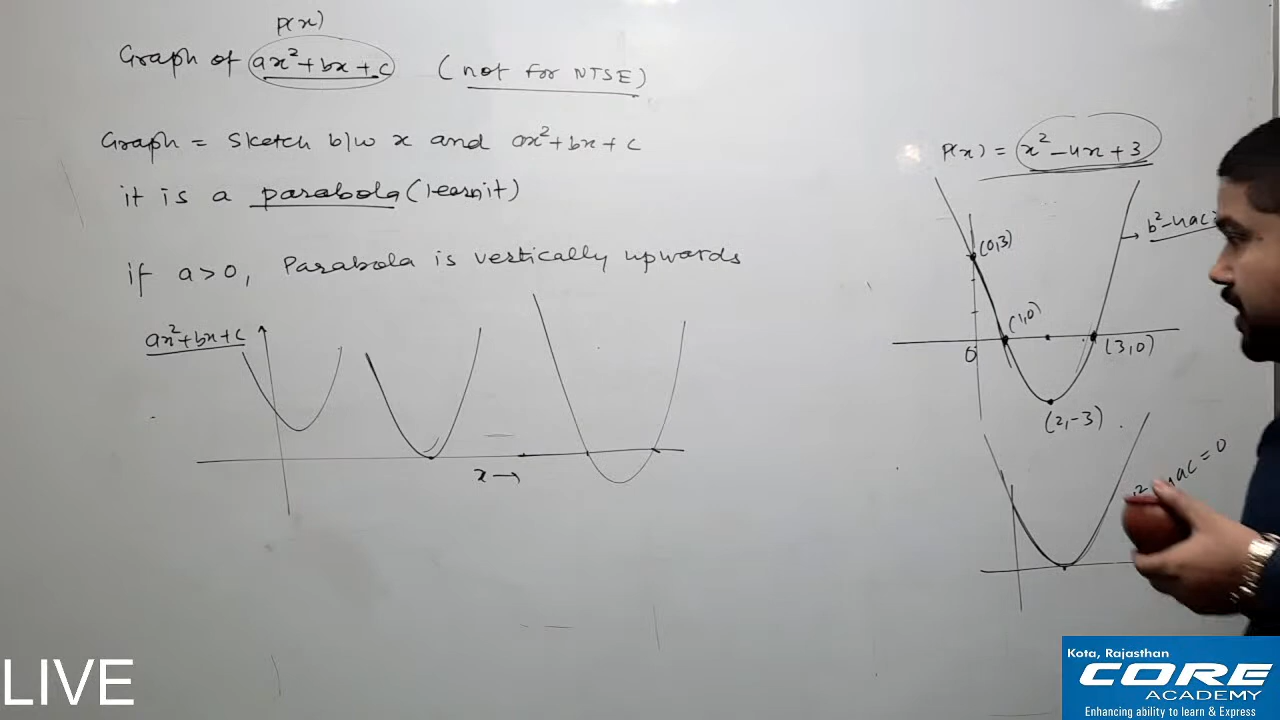 P(x)
Graph of ax²+bx+c (not for NTSE)
Graph = Sketch b/w x and ax²+bx+c
it is a parabola (learn it)
if a>0, Parabola is vertically upwards
ax²+bx+c
x→
P(x) = x²-4x+3
b²-4ac
(0,3)
(1,0)
0
(3,0)
(2,-3)
4ac = 0
LIVE
Kota, Rajasthan
CORE
ACADEMY
Enhancing ability to learn & Express